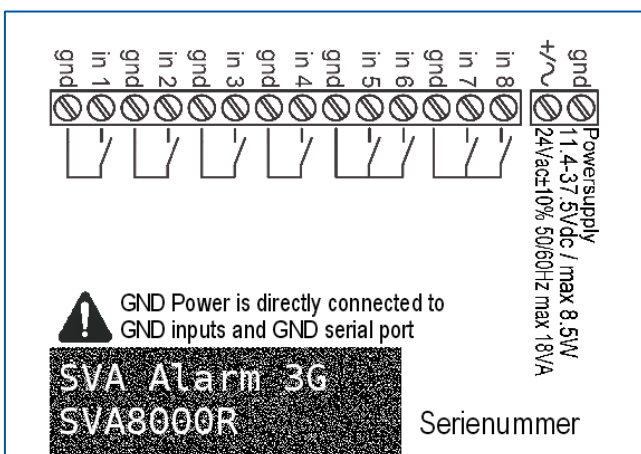 gnd in 1 gnd in 2 gnd in 3 gnd in 4 gnd in 5 in 6 gnd in 7 in 8 +/~ gnd
Powersupply
11.4-37.5Vdc / max 8.5W
24Vac±10% 50/60Hz max 18VA
GND Power is directly connected to
GND inputs and GND serial port
SVA Alarm 3G
SVA8000R
Serienummer